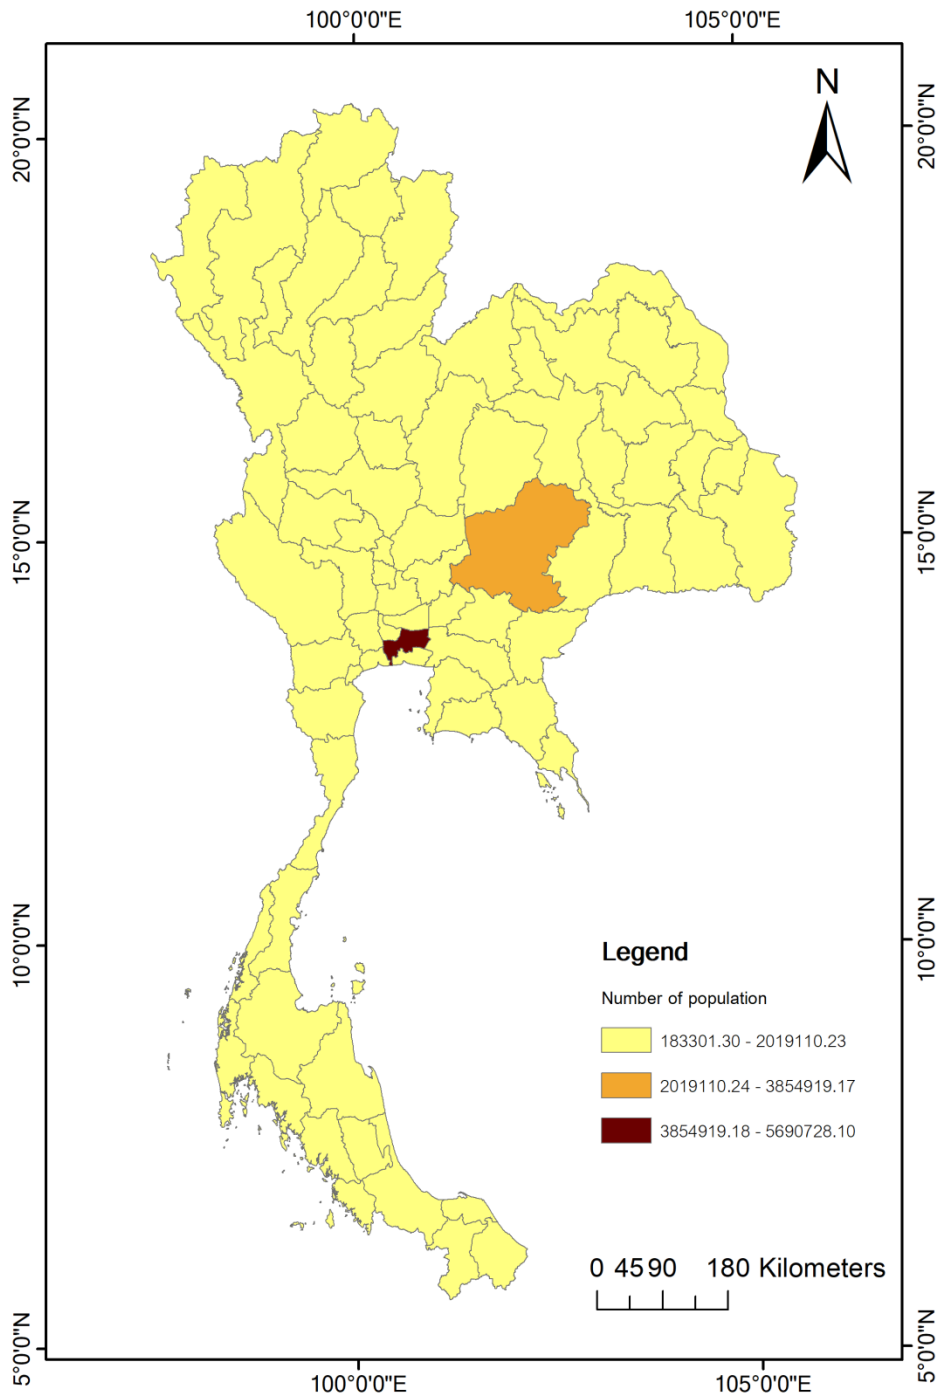 100°0'0"E 105°0'0"E
N
20°0'0"N 20°0'0"N
15°0'0"N 15°0'0"N
10°0'0"N 10°0'0"N
Legend
Number of population
183301.30 - 2019110.23
2019110.24 - 3854919.17
3854919.18 - 5690728.10
0 45 90 180 Kilometers
5°0'0"N 5°0'0"N
100°0'0"E 105°0'0"E